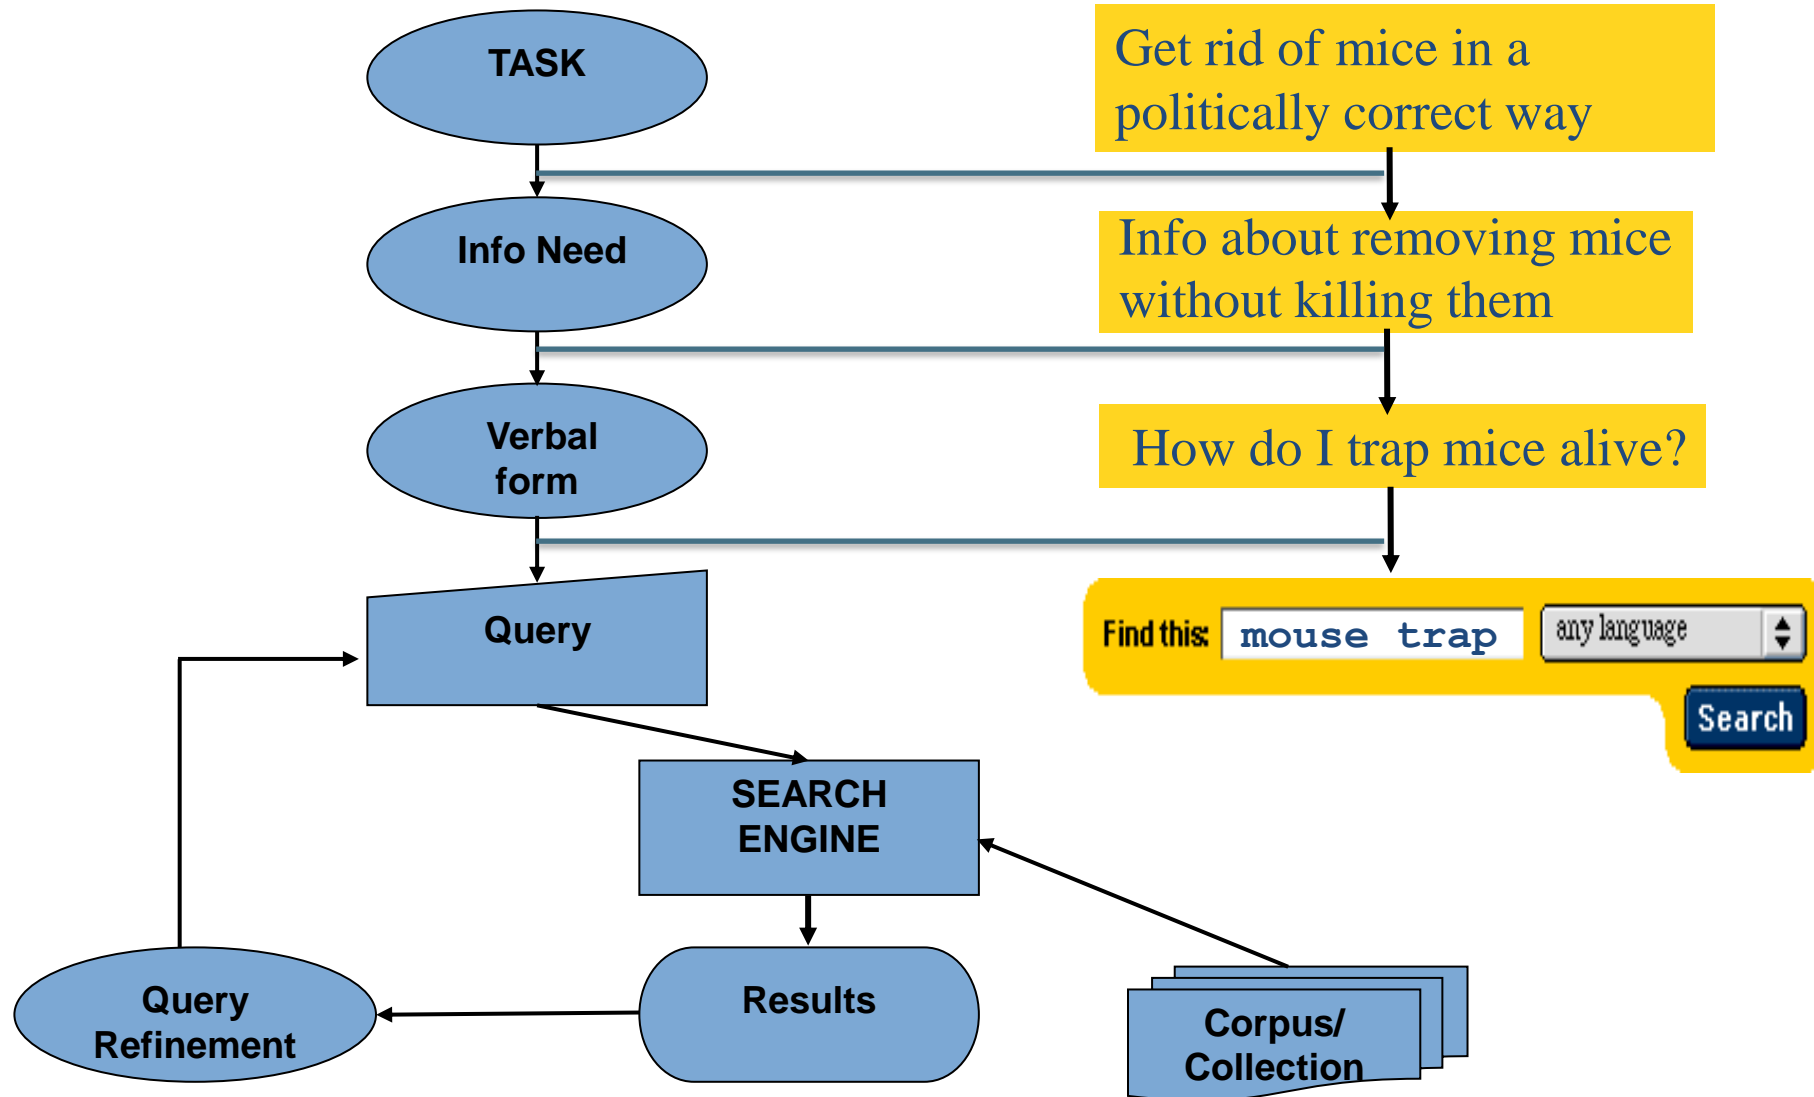 TASK
Get rid of mice in a
politically correct way
Info Need
Info about removing mice
without killing them
Verbal
form
How do I trap mice alive?
Query
Find this: mouse trap any language
Search
SEARCH
ENGINE
Results
Query
Refinement
Corpus/
Collection